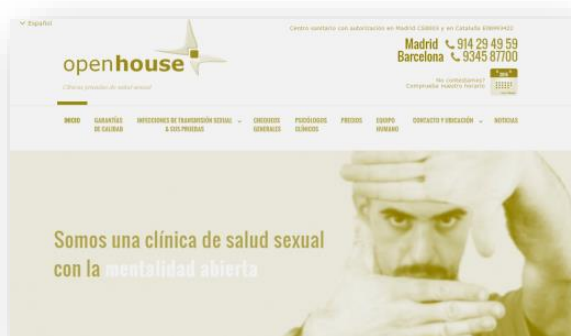 Español
Centro sanitario con autorización en Madrid CS8003 y en Cataluña
Madrid 914 29 49 59
Barcelona 9345 87700
openhouse
Clínicas privadas de salud sexual
No contestamos?
Comprueba nuestro horario
INICIO
GARANTÍAS
DE CALIDAD
INFECCIONES DE TRANSMISIÓN SEXUAL
& SUS PRUEBAS
CHEQUEOS
GENERALES
PSICÓLOGOS
CLÍNICOS
PRECIOS
EQUIPO
HUMANO
CONTACTO Y UBICACIÓN
NOTICIAS
Somos una clínica de salud sexual
con la mentalidad abierta